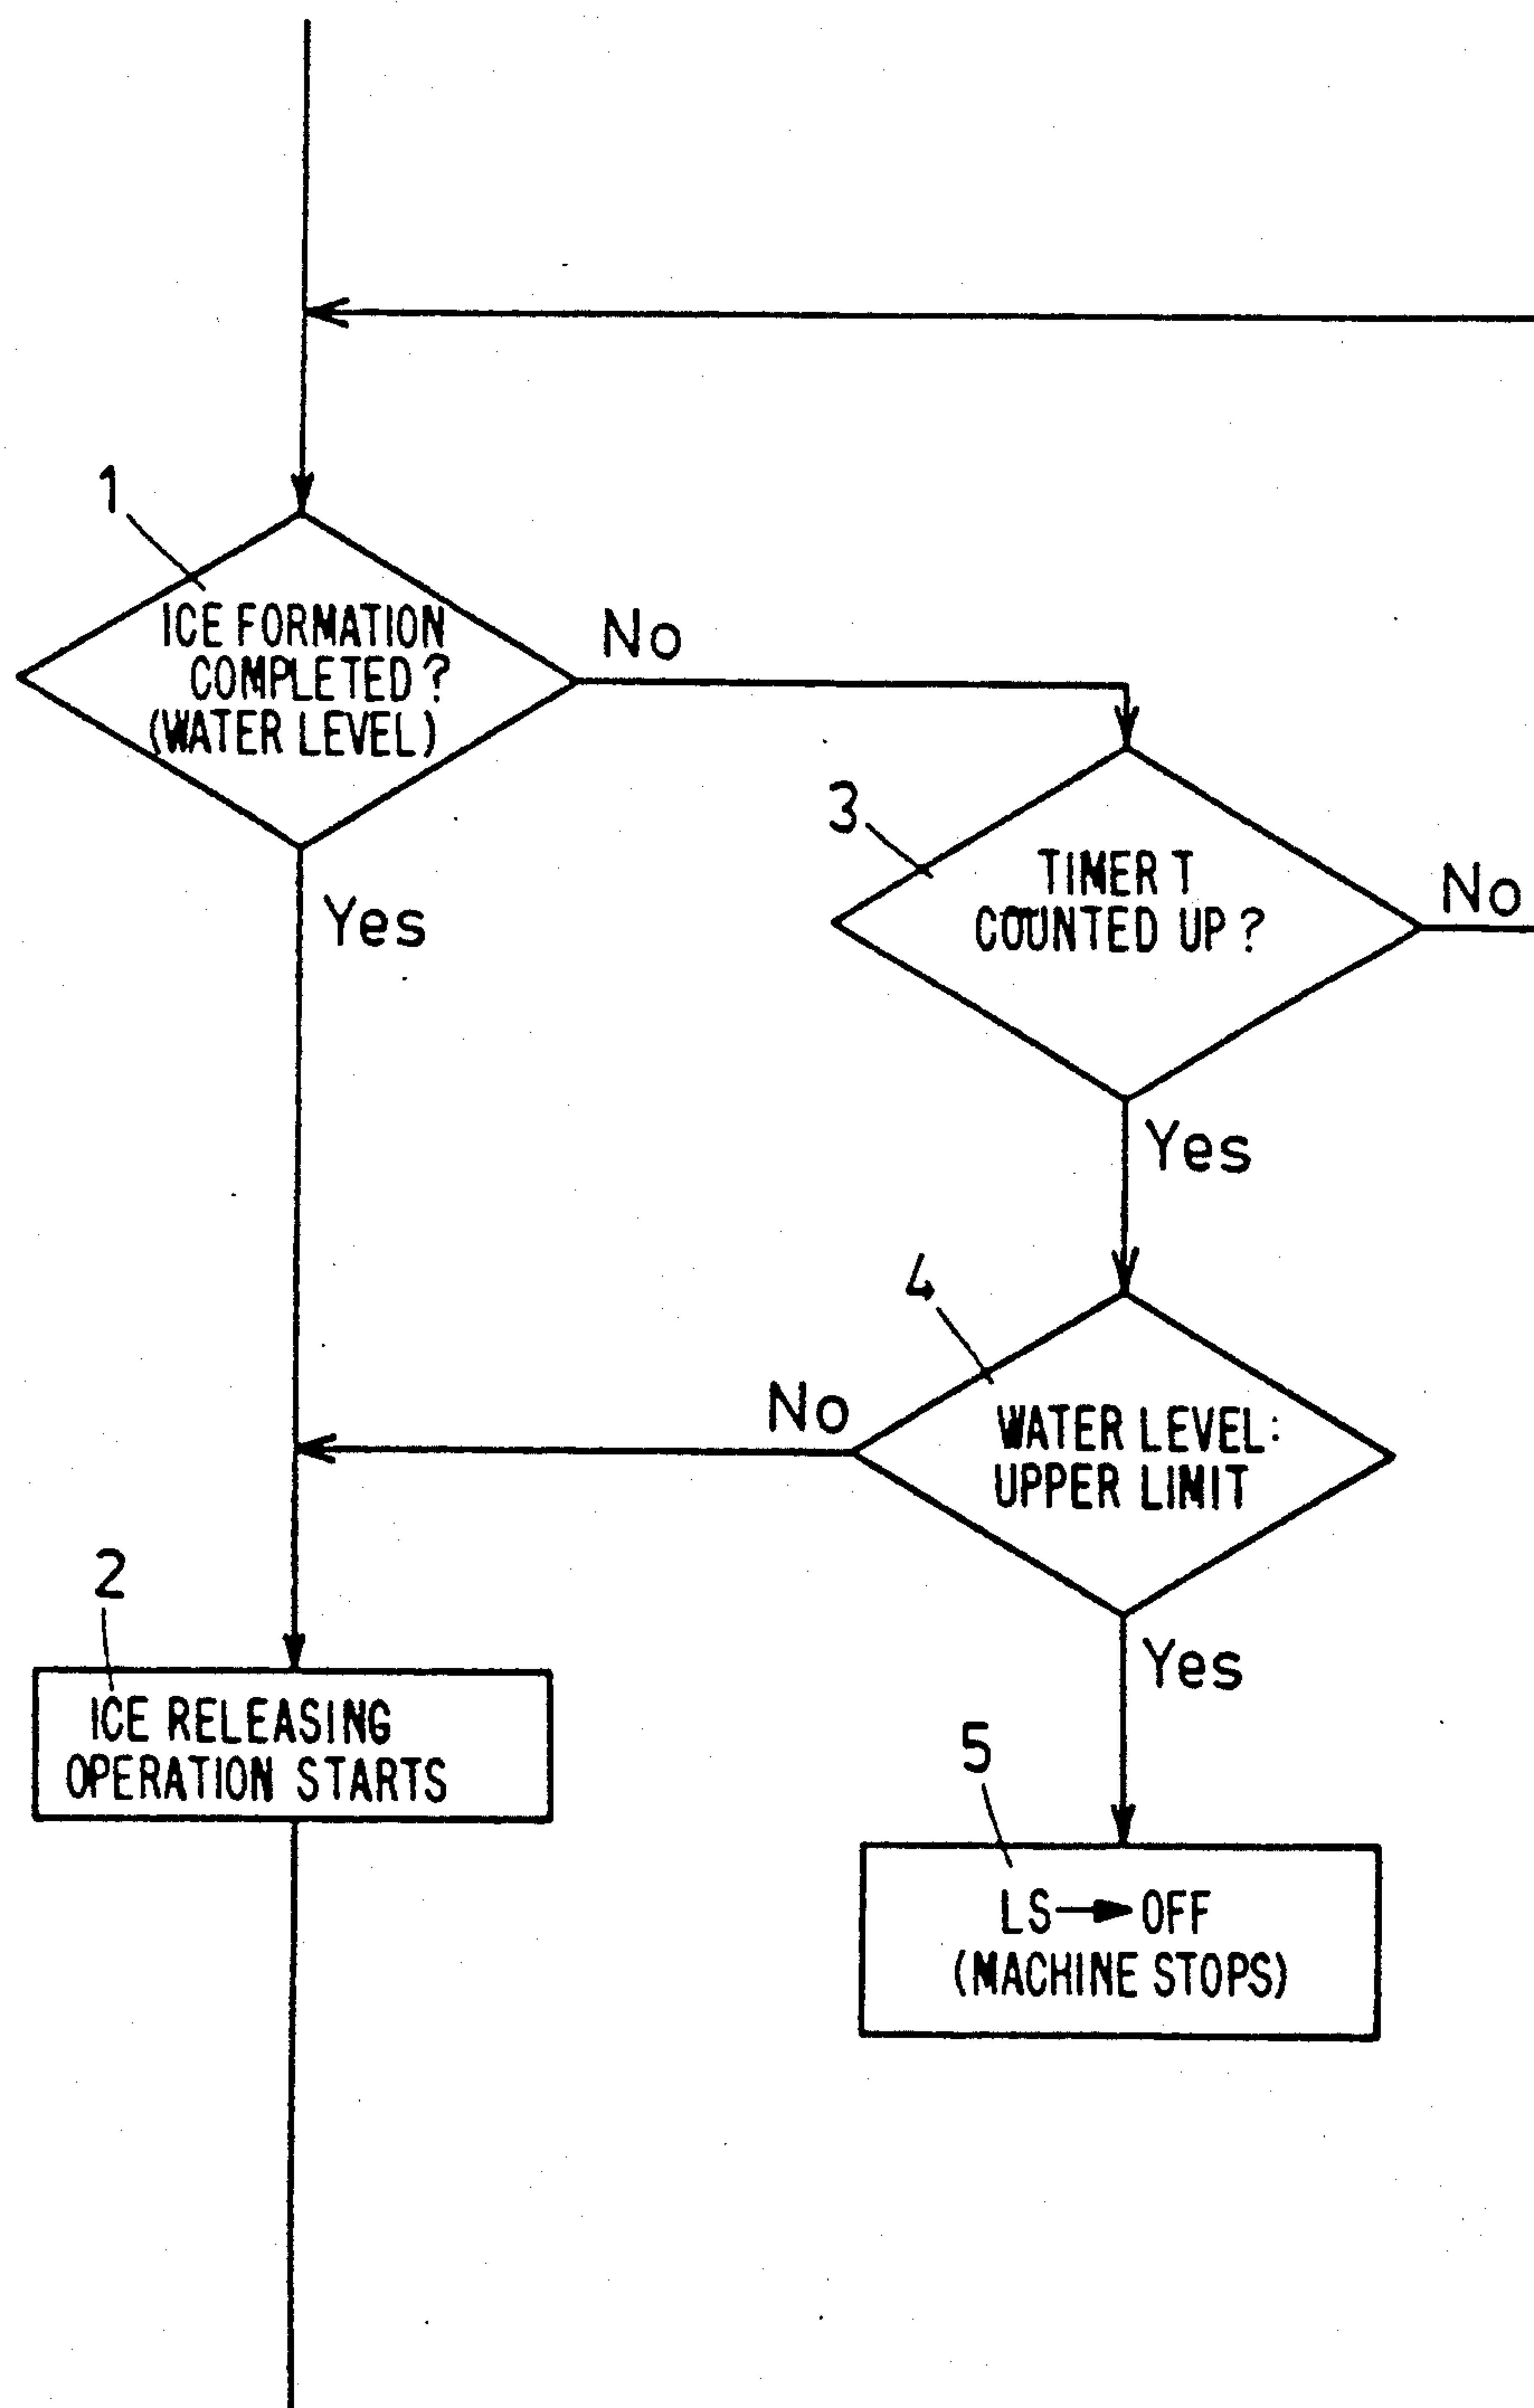 1
ICE FORMATION
COMPLETED?
(WATER LEVEL)
No
Yes
3
TIMER T
COUNTED UP?
No
Yes
4
WATER LEVEL:
UPPER LIMIT
No
Yes
2
ICE RELEASING
OPERATION STARTS
5
LS→OFF
(MACHINE STOPS)